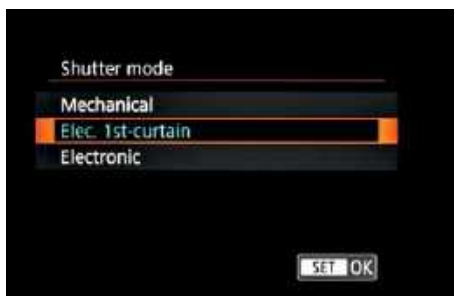 Shutter mode
Mechanical
Elec. 1st-curtain
Electronic
SET OK